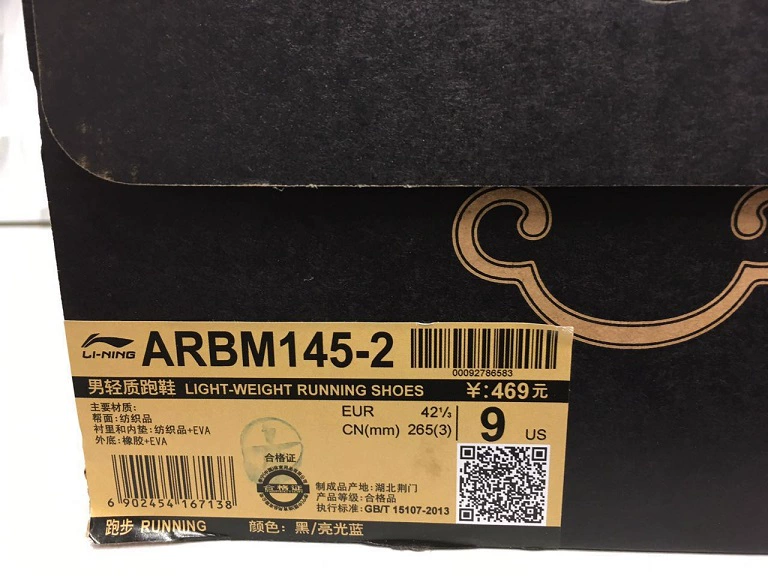 LI-NING ARBM145-2
00092786583
男轻质跑鞋 LIGHT-WEIGHT RUNNING SHOES ¥:469元
主要材质:
帮面:纺织品
衬里和内垫:纺织品+EVA
外底:橡胶+EVA
EUR 42⅓
CN(mm) 265(3)
9 US
合格证
6 902454 167138
制成品产地:湖北荆门
产品等级:合格品
执行标准:GB/T 15107-2013
跑步 RUNNING 颜色: 黑/亮光蓝